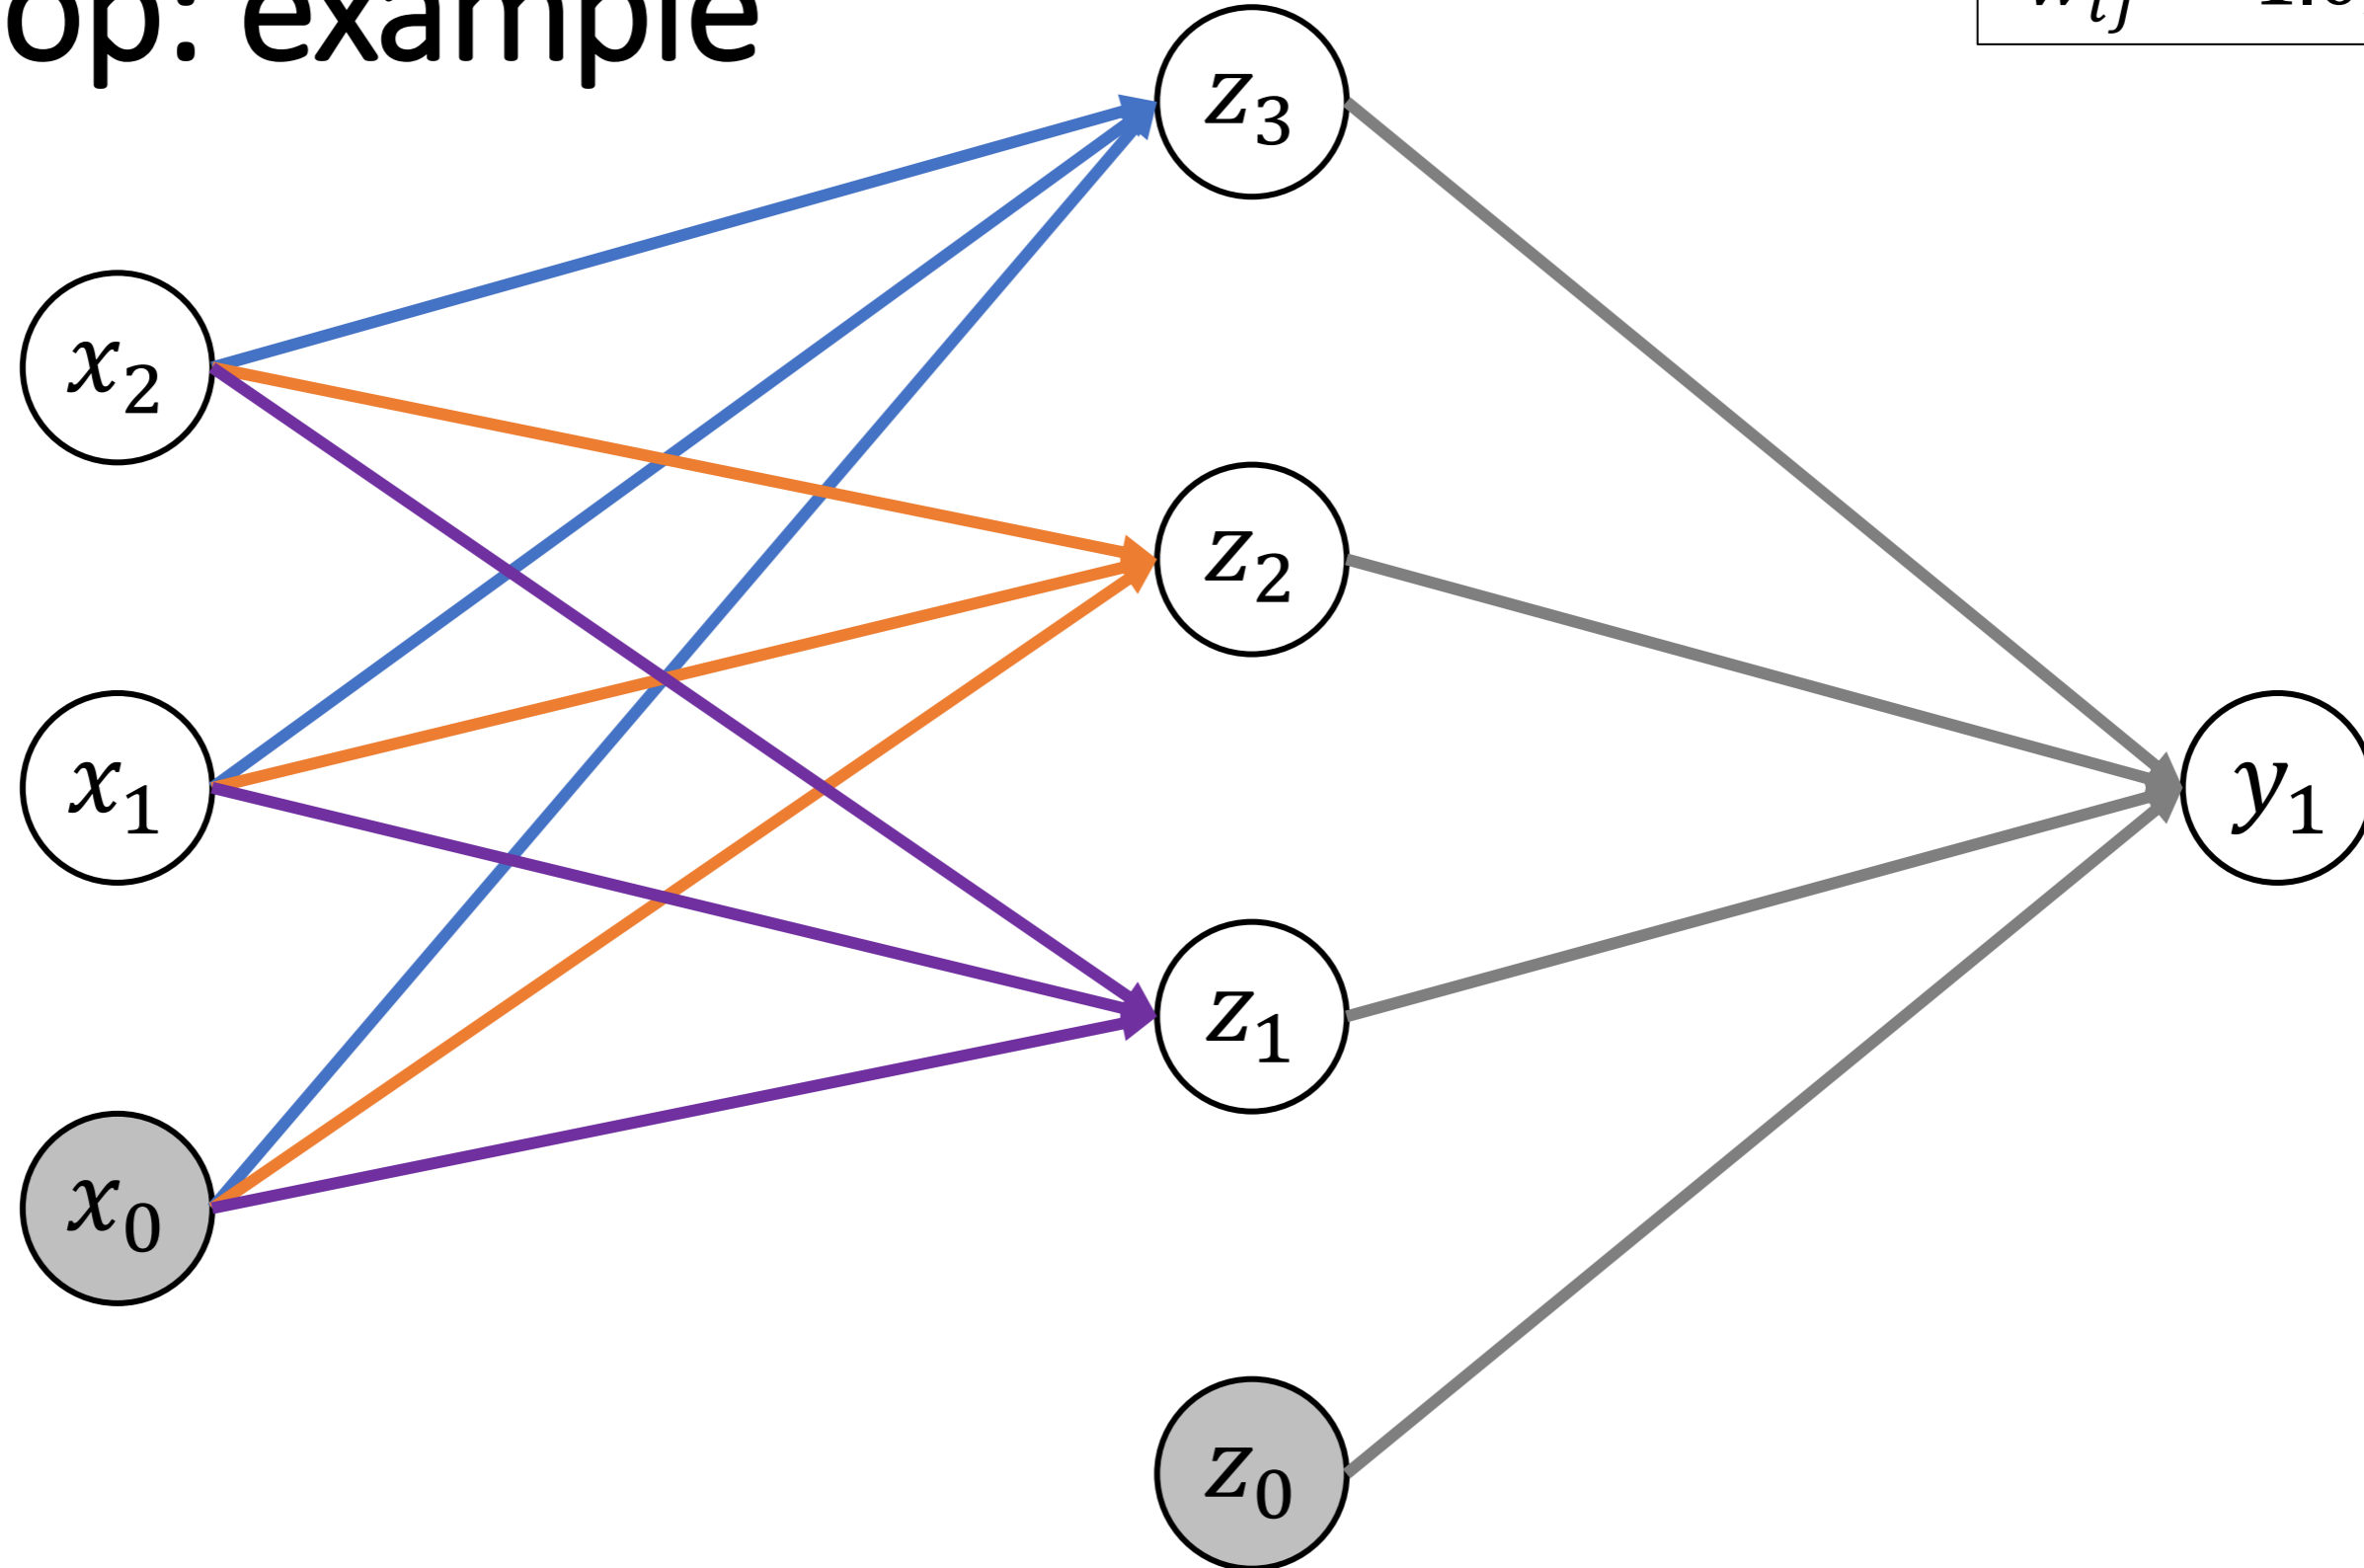 op: example
z₃
x₂
z₂
x₁
y₁
z₁
x₀
z₀